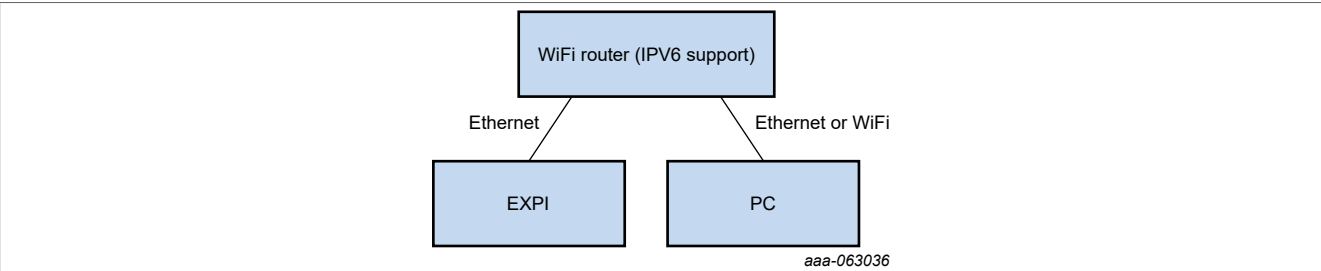 WiFi router (IPV6 support)
Ethernet
Ethernet or WiFi
EXPI
PC
aaa-063036